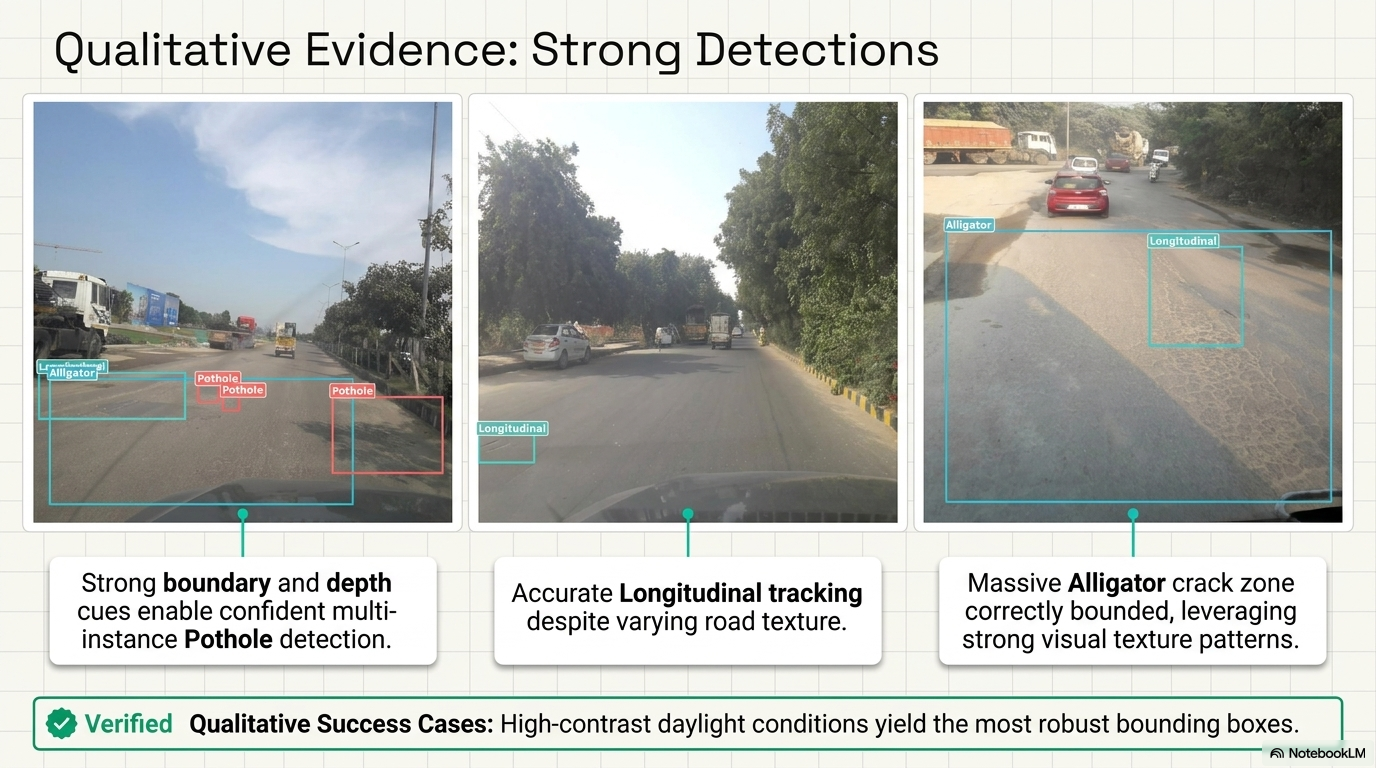 Qualitative Evidence: Strong Detections
Alligator
Pothole
Pothole
Pothole
Longitudinal
Alligator
Longitudinal
Strong boundary and depth
cues enable confident multi-
instance Pothole detection.
Accurate Longitudinal tracking
despite varying road texture.
Massive Alligator crack zone
correctly bounded, leveraging
strong visual texture patterns.
Verified Qualitative Success Cases: High-contrast daylight conditions yield the most robust bounding boxes.
NotebookLM